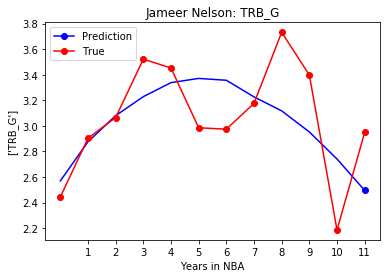 Jameer Nelson: TRB_G
Prediction
True
['TRB_G']
3.8
3.6
3.4
3.2
3.0
2.8
2.6
2.4
2.2
1 2 3 4 5 6 7 8 9 10 11
Years in NBA